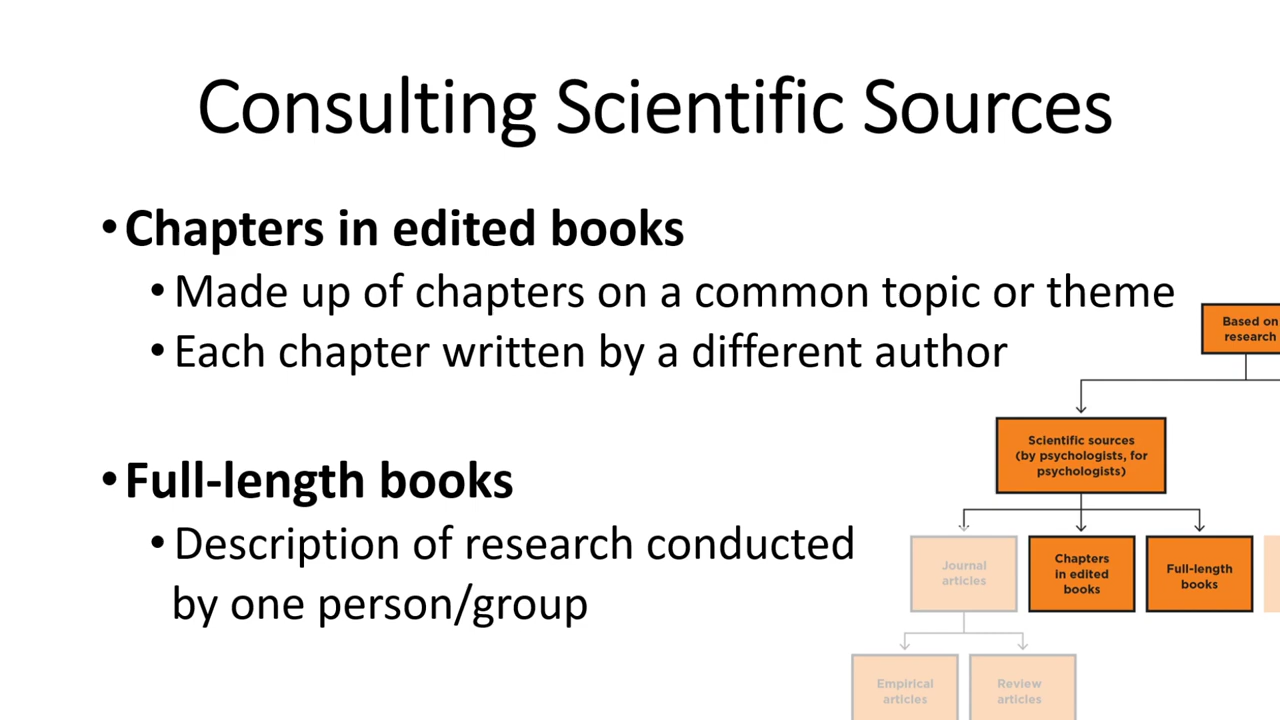 Consulting Scientific Sources
•Chapters in edited books
•Made up of chapters on a common topic or theme
•Each chapter written by a different author
•Full-length books
•Description of research conducted
by one person/group
Based on
research
Scientific sources
(by psychologists, for
psychologists)
Journal
articles
Chapters
in edited
books
Full-length
books
Empirical
articles
Review
articles